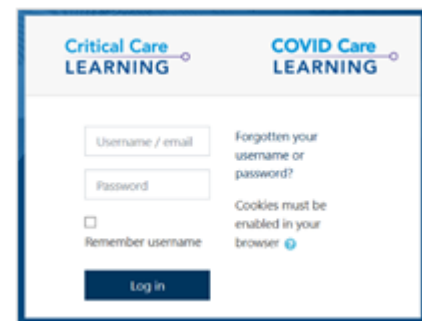 Critical Care
LEARNING
COVID Care
LEARNING
Username / email
Password
Remember username
Log in
Forgotten your
username or
password?
Cookies must be
enabled in your
browser